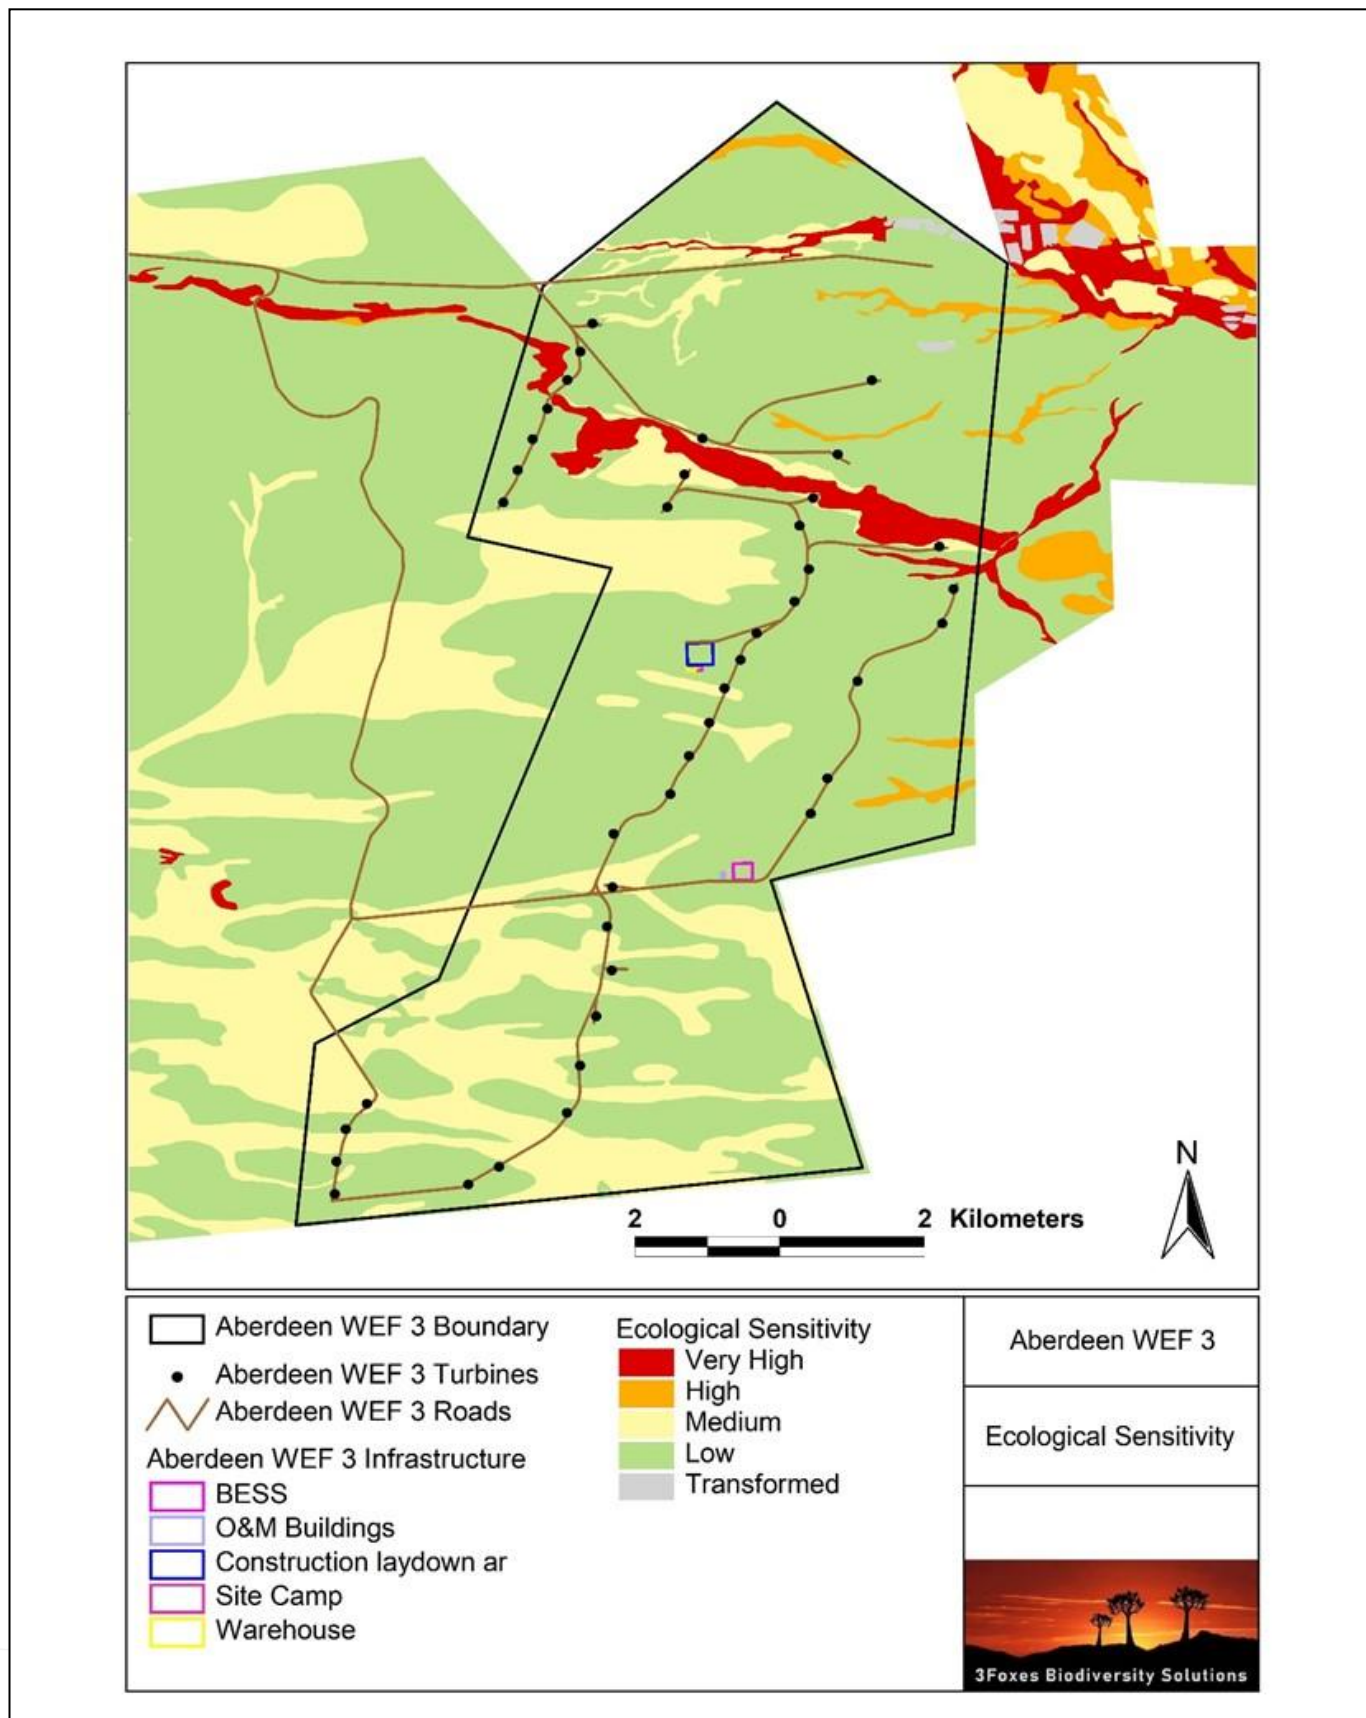 N
2 0 2 Kilometers
Aberdeen WEF 3 Boundary
Aberdeen WEF 3 Turbines
Aberdeen WEF 3 Roads
Aberdeen WEF 3 Infrastructure
BESS
O&M Buildings
Construction laydown ar
Site Camp
Warehouse
Ecological Sensitivity
Very High
High
Medium
Low
Transformed
Aberdeen WEF 3
Ecological Sensitivity
3Foxes Biodiversity Solutions